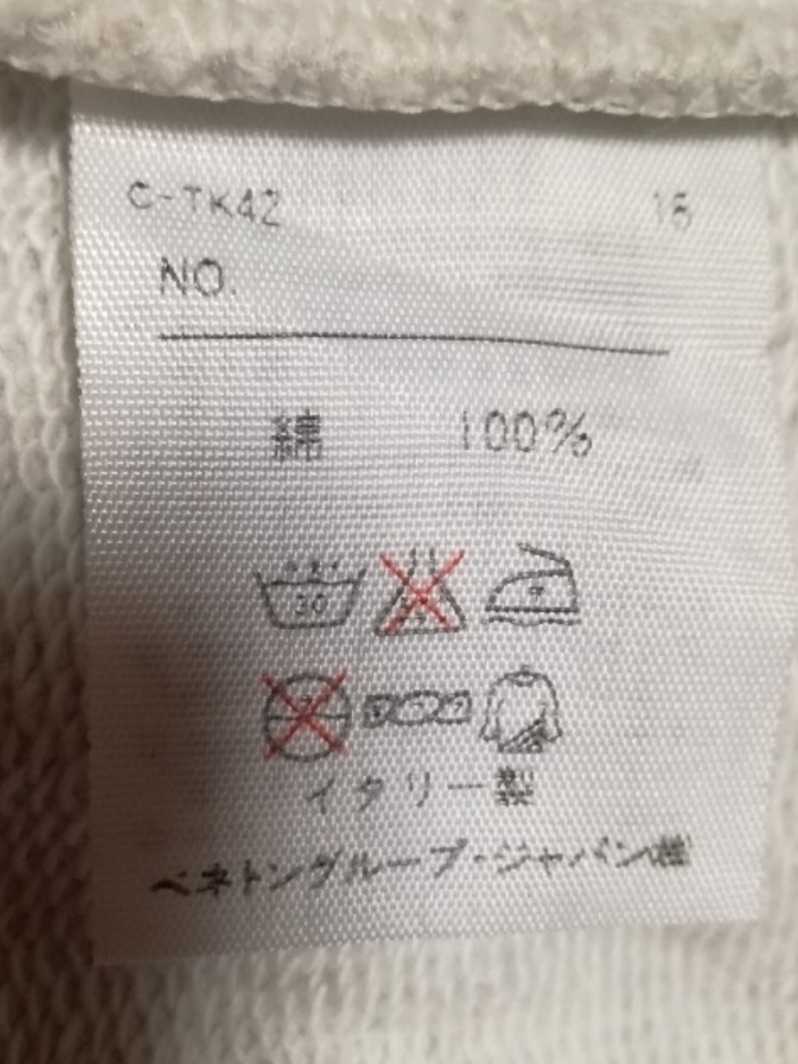 C-TK42 16
NO.
綿 100%
30
イタリー製
ベネトングループ・ジャパン㈱